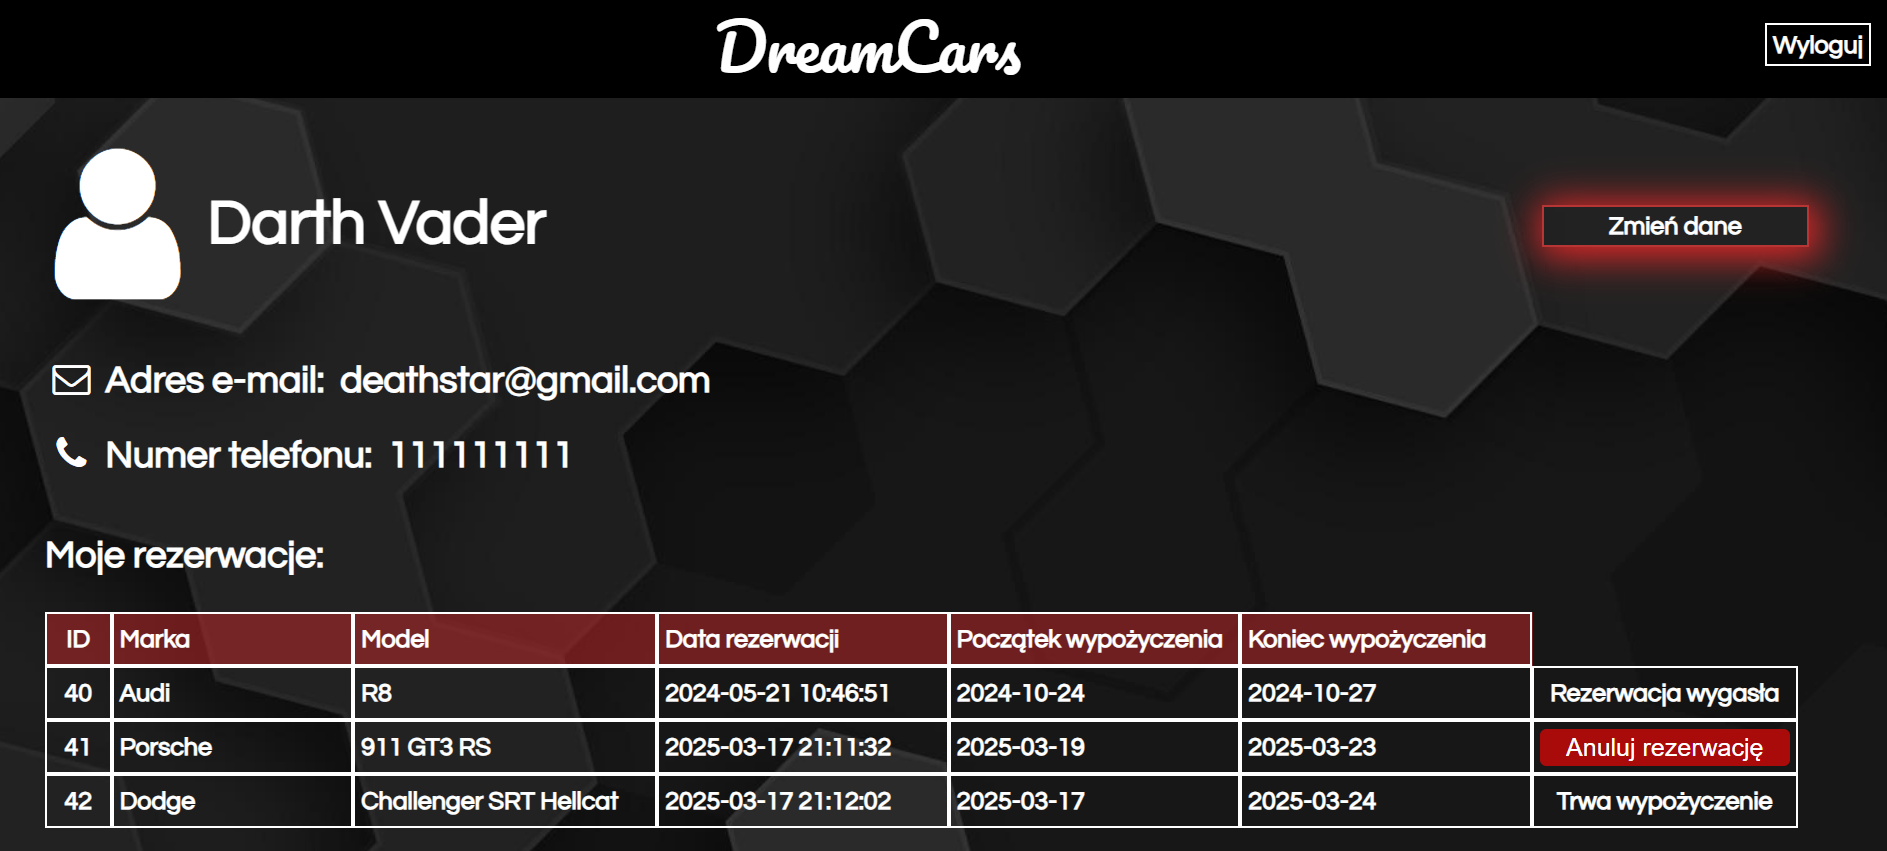 DreamCars
Wyloguj
Darth Vader
Zmień dane
Adres e-mail: deathstar@gmail.com
Numer telefonu: 111111111
Moje rezerwacje:
ID Marka Model Data rezerwacji Początek wypożyczenia Koniec wypożyczenia
40 Audi R8 2024-05-21 10:46:51 2024-10-24 2024-10-27 Rezerwacja wygasła
41 Porsche 911 GT3 RS 2025-03-17 21:11:32 2025-03-19 2025-03-23 Anuluj rezerwację
42 Dodge Challenger SRT Hellcat 2025-03-17 21:12:02 2025-03-17 2025-03-24 Trwa wypożyczenie